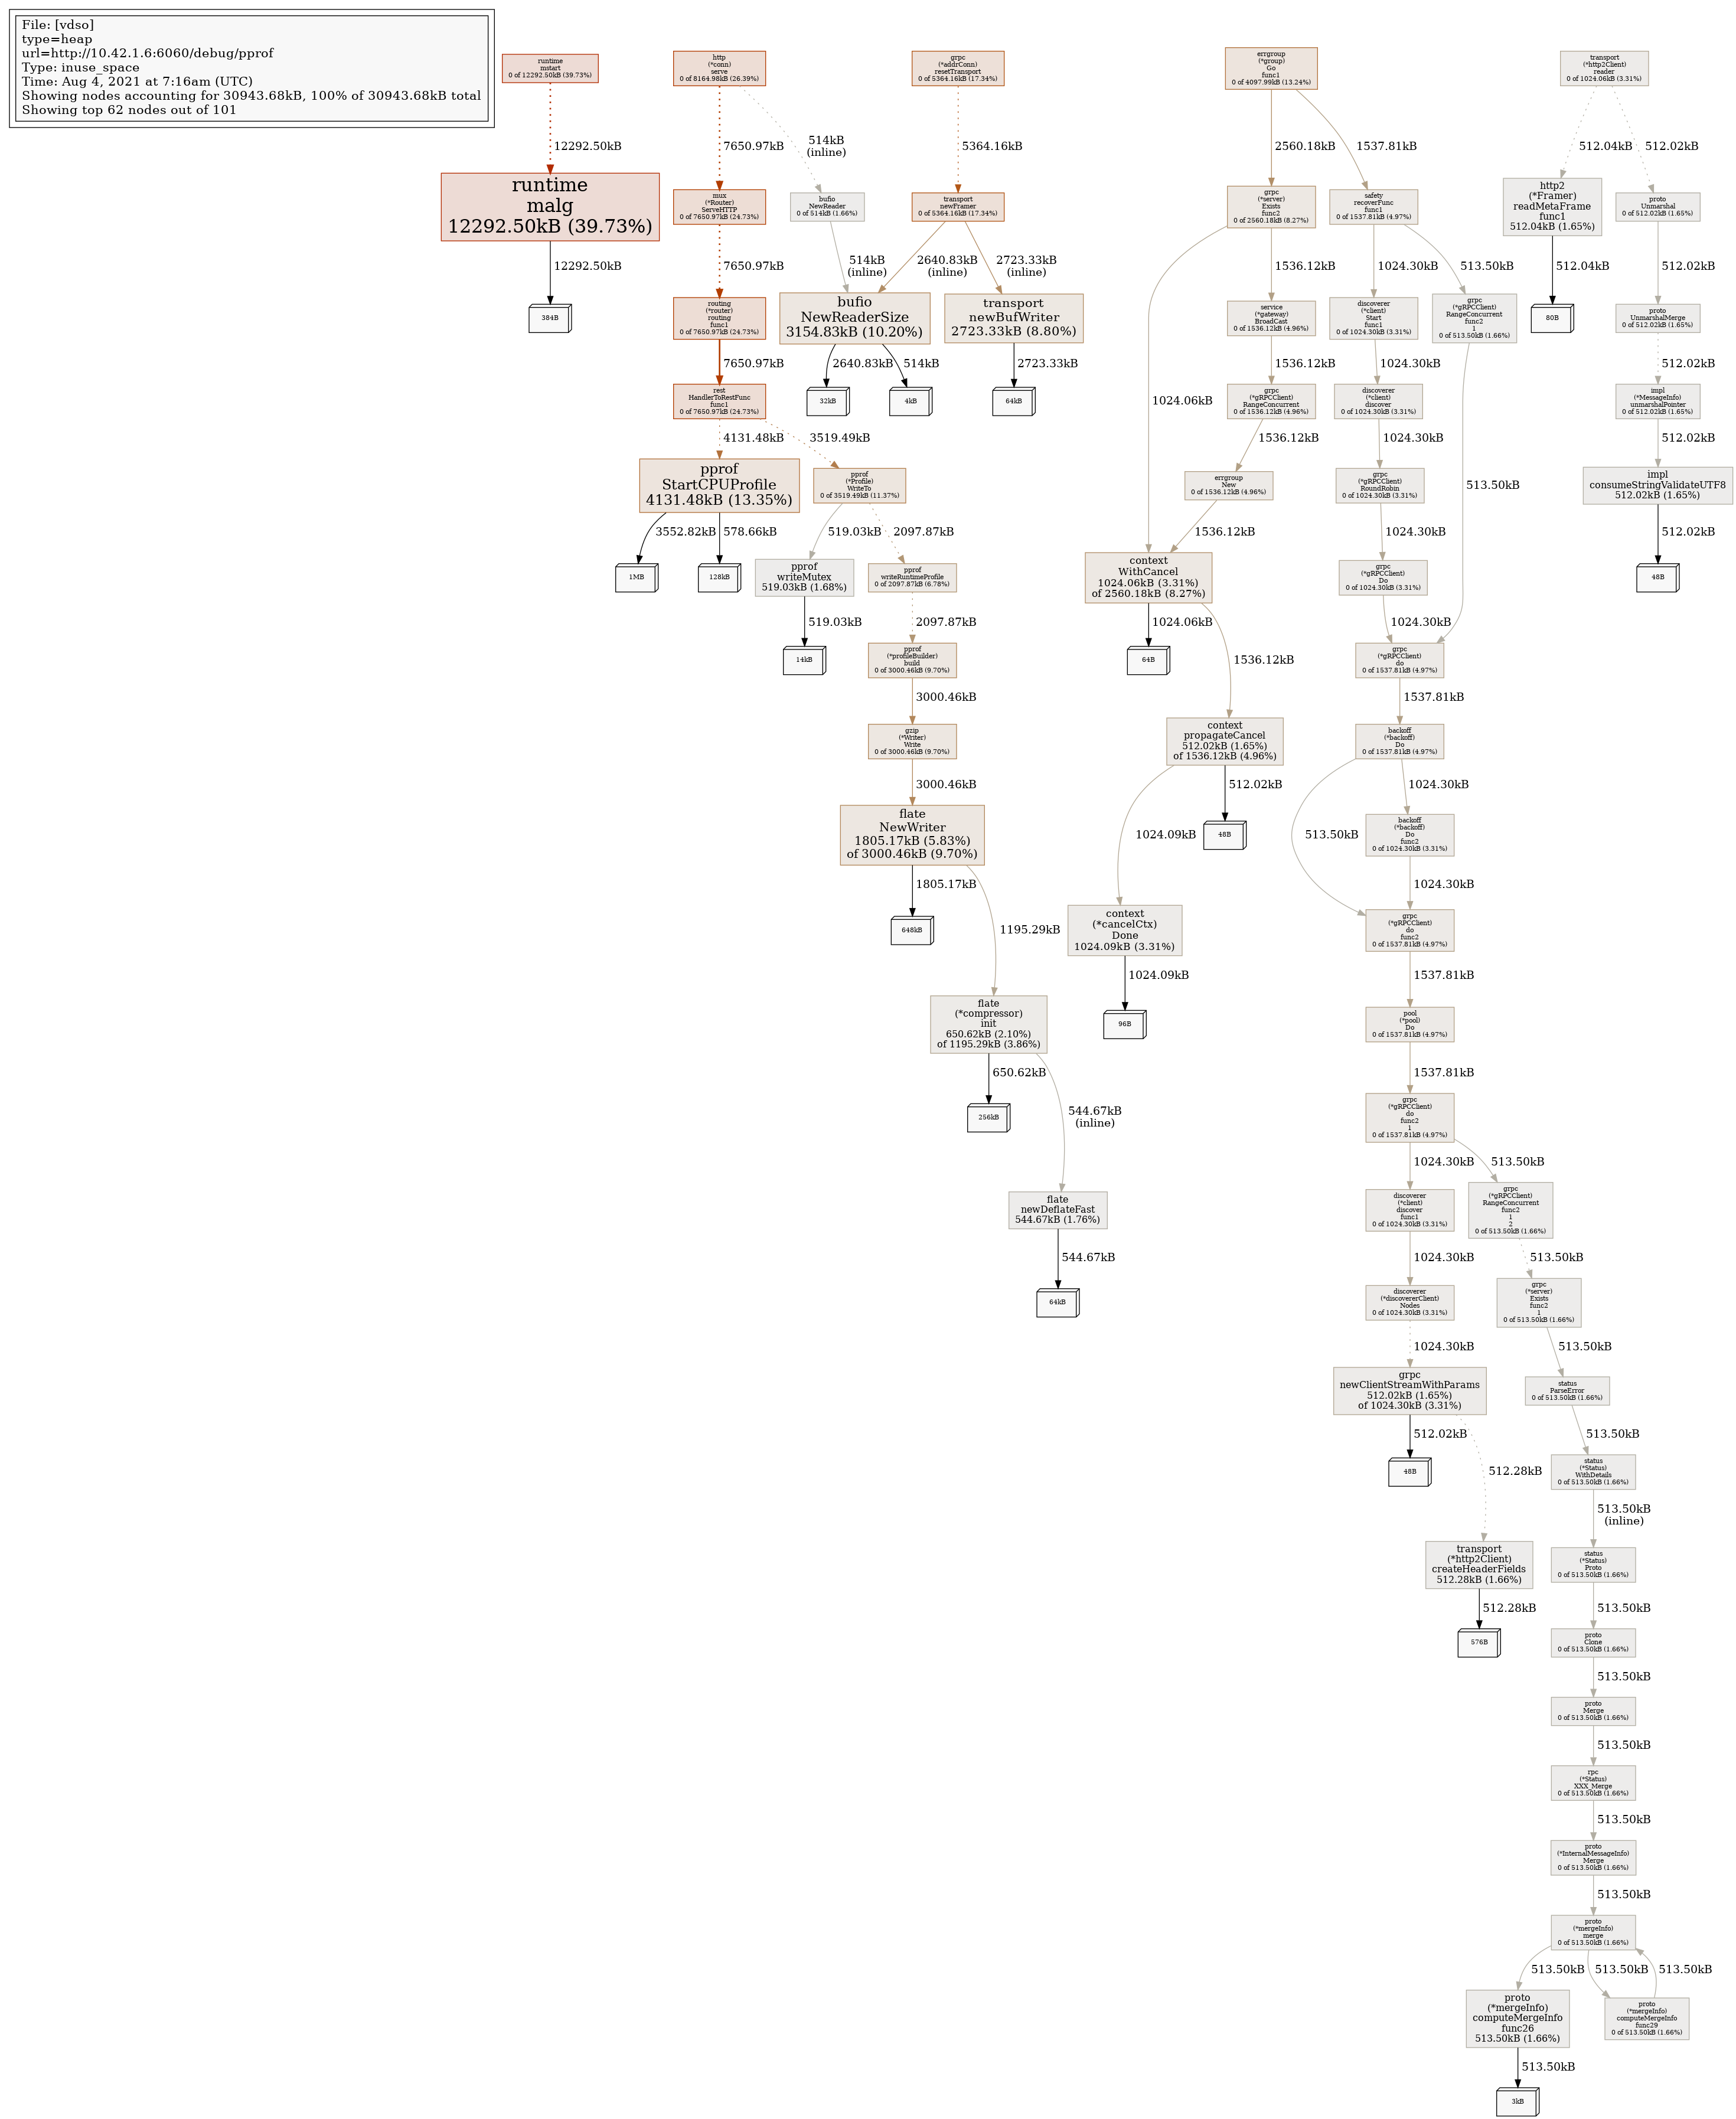 File: [vdso]
type=heap
url=http://10.42.1.6:6060/debug/pprof
Type: inuse_space
Time: Aug 4, 2021 at 7:16am (UTC)
Showing nodes accounting for 30943.68kB, 100% of 30943.68kB total
Showing top 62 nodes out of 101
runtime
mstart
0 of 12292.50kB (39.73%)
12292.50kB
runtime
malg
12292.50kB (39.73%)
12292.50kB
384B
http
(*conn)
serve
0 of 8164.98kB (26.39%)
7650.97kB
514kB
(inline)
mux
(*Router)
ServeHTTP
0 of 7650.97kB (24.73%)
7650.97kB
routing
(*router)
routing
func1
0 of 7650.97kB (24.73%)
7650.97kB
rest
HandlerToRestFunc
func1
0 of 7650.97kB (24.73%)
4131.48kB
3519.49kB
pprof
StartCPUProfile
4131.48kB (13.35%)
3552.82kB
578.66kB
1MB
128kB
pprof
(*Profile)
WriteTo
0 of 3519.49kB (11.37%)
519.03kB
2097.87kB
pprof
writeMutex
519.03kB (1.68%)
519.03kB
14kB
pprof
writeRuntimeProfile
0 of 2097.87kB (6.78%)
2097.87kB
pprof
(*profileBuilder)
build
0 of 3000.46kB (9.70%)
3000.46kB
gzip
(*Writer)
Write
0 of 3000.46kB (9.70%)
3000.46kB
flate
NewWriter
1805.17kB (5.83%)
of 3000.46kB (9.70%)
1805.17kB
1195.29kB
648kB
flate
(*compressor)
init
650.62kB (2.10%)
of 1195.29kB (3.86%)
650.62kB
544.67kB
(inline)
256kB
flate
newDeflateFast
544.67kB (1.76%)
544.67kB
64kB
bufio
NewReader
0 of 514kB (1.66%)
514kB
(inline)
grpc
(*addrConn)
resetTransport
0 of 5364.16kB (17.34%)
5364.16kB
transport
newFramer
0 of 5364.16kB (17.34%)
2640.83kB
(inline)
2723.33kB
(inline)
bufio
NewReaderSize
3154.83kB (10.20%)
2640.83kB
514kB
32kB
4kB
transport
newBufWriter
2723.33kB (8.80%)
2723.33kB
64kB
errgroup
(*group)
Go
func1
0 of 4097.99kB (13.24%)
2560.18kB
1537.81kB
grpc
(*server)
Exists
func2
0 of 2560.18kB (8.27%)
1024.06kB
1536.12kB
service
(*gateway)
BroadCast
0 of 1536.12kB (4.96%)
1536.12kB
grpc
(*gRPCClient)
RangeConcurrent
0 of 1536.12kB (4.96%)
1536.12kB
errgroup
New
0 of 1536.12kB (4.96%)
1536.12kB
context
WithCancel
1024.06kB (3.31%)
of 2560.18kB (8.27%)
1024.06kB
1536.12kB
64B
context
propagateCancel
512.02kB (1.65%)
of 1536.12kB (4.96%)
1024.09kB
512.02kB
48B
context
(*cancelCtx)
Done
1024.09kB (3.31%)
1024.09kB
96B
safety
recoverFunc
func1
0 of 1537.81kB (4.97%)
1024.30kB
513.50kB
discoverer
(*client)
Start
func1
0 of 1024.30kB (3.31%)
1024.30kB
grpc
(*gRPCClient)
RangeConcurrent
func2
1
0 of 513.50kB (1.66%)
513.50kB
discoverer
(*client)
discover
0 of 1024.30kB (3.31%)
1024.30kB
grpc
(*gRPCClient)
RoundRobin
0 of 1024.30kB (3.31%)
1024.30kB
grpc
(*gRPCClient)
Do
0 of 1024.30kB (3.31%)
1024.30kB
grpc
(*gRPCClient)
do
0 of 1537.81kB (4.97%)
1537.81kB
backoff
(*backoff)
Do
0 of 1537.81kB (4.97%)
513.50kB
1024.30kB
backoff
(*backoff)
Do
func2
0 of 1024.30kB (3.31%)
1024.30kB
grpc
(*gRPCClient)
do
func2
0 of 1537.81kB (4.97%)
1537.81kB
pool
(*pool)
Do
0 of 1537.81kB (4.97%)
1537.81kB
grpc
(*gRPCClient)
do
func2
1
0 of 1537.81kB (4.97%)
1024.30kB
513.50kB
discoverer
(*client)
discover
func1
0 of 1024.30kB (3.31%)
1024.30kB
discoverer
(*discovererClient)
Nodes
0 of 1024.30kB (3.31%)
1024.30kB
grpc
newClientStreamWithParams
512.02kB (1.65%)
of 1024.30kB (3.31%)
512.02kB
512.28kB
48B
transport
(*http2Client)
createHeaderFields
512.28kB (1.66%)
512.28kB
576B
grpc
(*gRPCClient)
RangeConcurrent
func2
1
2
0 of 513.50kB (1.66%)
513.50kB
grpc
(*server)
Exists
func2
1
0 of 513.50kB (1.66%)
513.50kB
status
ParseError
0 of 513.50kB (1.66%)
513.50kB
status
(*Status)
WithDetails
0 of 513.50kB (1.66%)
513.50kB
(inline)
status
(*Status)
Proto
0 of 513.50kB (1.66%)
513.50kB
proto
Clone
0 of 513.50kB (1.66%)
513.50kB
proto
Merge
0 of 513.50kB (1.66%)
513.50kB
rpc
(*Status)
XXX_Merge
0 of 513.50kB (1.66%)
513.50kB
proto
(*InternalMessageInfo)
Merge
0 of 513.50kB (1.66%)
513.50kB
proto
(*mergeInfo)
merge
0 of 513.50kB (1.66%)
513.50kB
513.50kB
513.50kB
proto
(*mergeInfo)
computeMergeInfo
func26
513.50kB (1.66%)
513.50kB
3kB
proto
(*mergeInfo)
computeMergeInfo
func29
0 of 513.50kB (1.66%)
transport
(*http2Client)
reader
0 of 1024.06kB (3.31%)
512.04kB
512.02kB
http2
(*Framer)
readMetaFrame
func1
512.04kB (1.65%)
512.04kB
80B
proto
Unmarshal
0 of 512.02kB (1.65%)
512.02kB
proto
UnmarshalMerge
0 of 512.02kB (1.65%)
512.02kB
impl
(*MessageInfo)
unmarshalPointer
0 of 512.02kB (1.65%)
512.02kB
impl
consumeStringValidateUTF8
512.02kB (1.65%)
512.02kB
48B